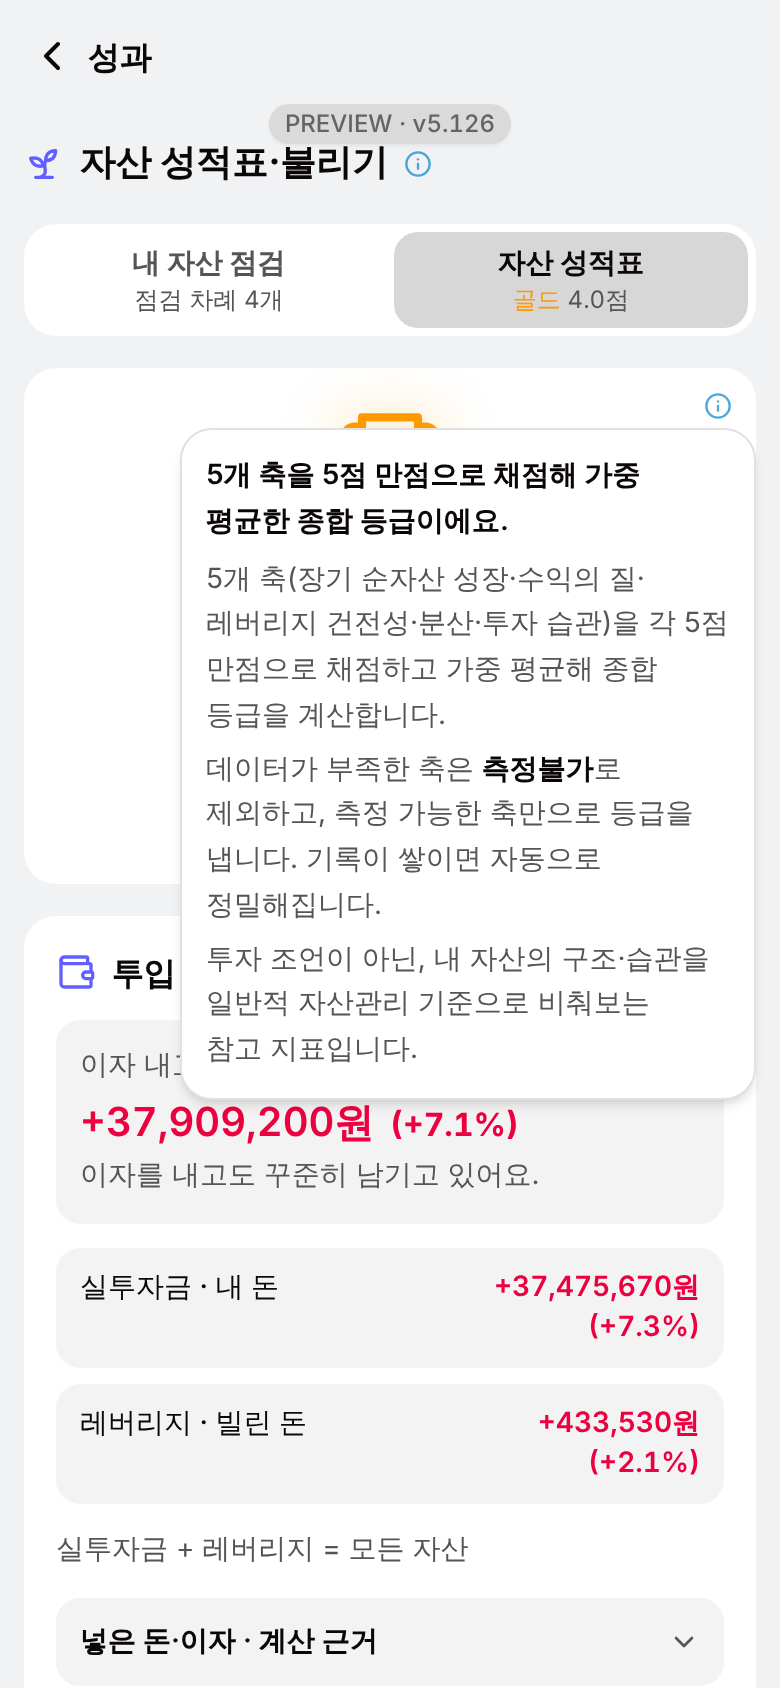 성과
PREVIEW · v5.126
자산 성적표·불리기
내 자산 점검
점검 차례 4개
자산 성적표
골드 4.0점
5개 축을 5점 만점으로 채점해 가중
평균한 종합 등급이에요.
5개 축(장기 순자산 성장·수익의 질·
레버리지 건전성·분산·투자 습관)을 각 5점
만점으로 채점하고 가중 평균해 종합
등급을 계산합니다.
데이터가 부족한 축은 측정불가로
제외하고, 측정 가능한 축만으로 등급을
냅니다. 기록이 쌓이면 자동으로
정밀해집니다.
투자 조언이 아닌, 내 자산의 구조·습관을
일반적 자산관리 기준으로 비춰보는
참고 지표입니다.
투입
이자
+37,909,200원 (+7.1%)
이자를 내고도 꾸준히 남기고 있어요.
실투자금 · 내 돈
+37,475,670원
(+7.3%)
레버리지 · 빌린 돈
+433,530원
(+2.1%)
실투자금 + 레버리지 = 모든 자산
넣은 돈·이자 · 계산 근거